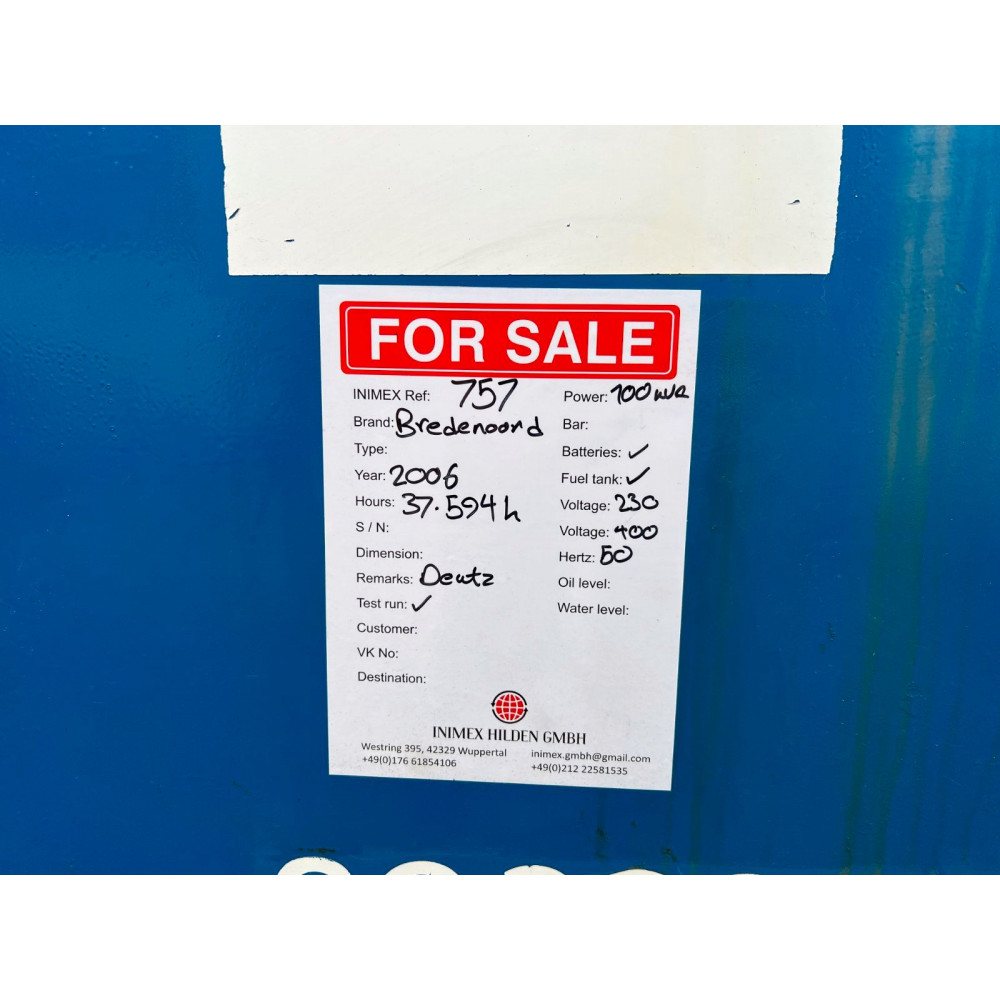 FOR SALE
INIMEX Ref: 757
Brand: Bredenoord
Type:
Year: 2006
Hours: 37.594 h
S / N:
Dimension:
Remarks: Deutz
Test run: ✓
Customer:
VK No:
Destination:
Power: 100
Bar:
Batteries: ✓
Fuel tank: ✓
Voltage: 230
Voltage: 400
Hertz: 50
Oil level:
Water level:
INIMEX HILDEN GMBH
Westring 395, 42329 Wuppertal
+49(0)176 61854106
inimex.gmbh@gmail.com
+49(0)212 22581535